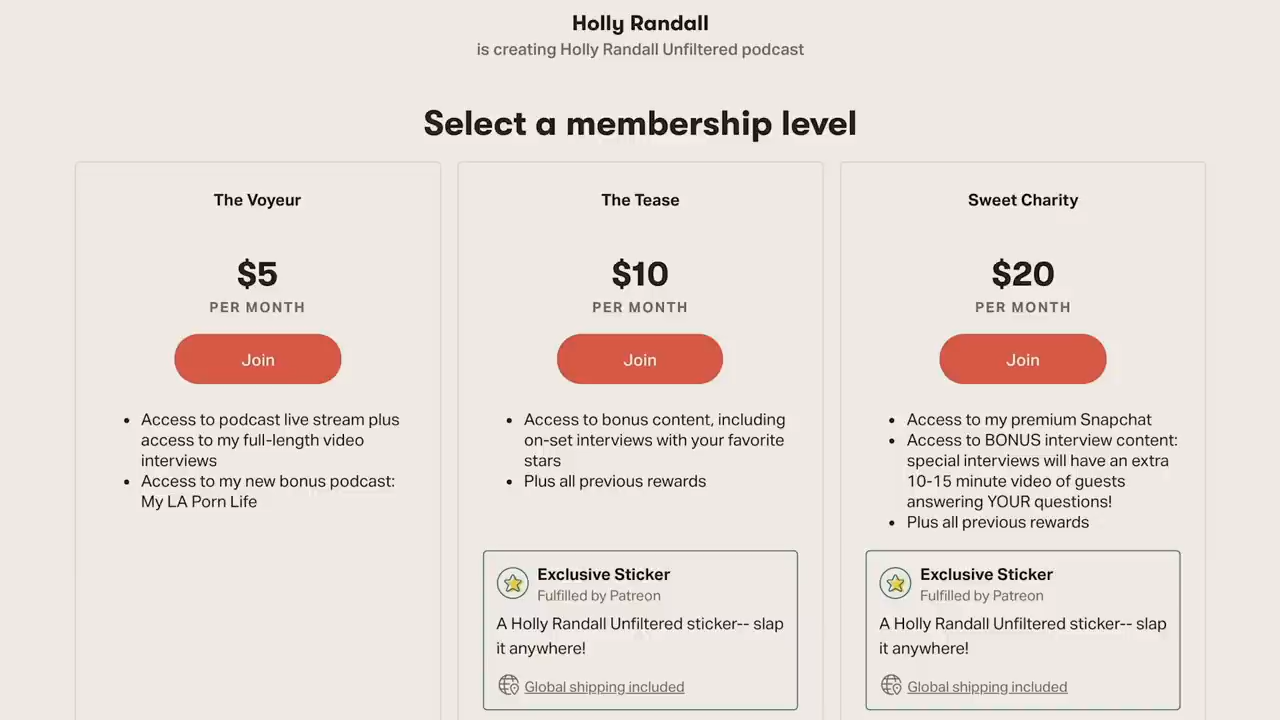 Holly Randall
is creating Holly Randall Unfiltered podcast
Select a membership level
The Voyeur
$5
PER MONTH
Join
Access to podcast live stream plus
access to my full-length video
interviews
Access to my new bonus podcast:
My LA Porn Life
The Tease
$10
PER MONTH
Join
Access to bonus content, including
on-set interviews with your favorite
stars
Plus all previous rewards
Exclusive Sticker
Fulfilled by Patreon
A Holly Randall Unfiltered sticker-- slap
it anywhere!
Global shipping included
Sweet Charity
$20
PER MONTH
Join
Access to my premium Snapchat
Access to BONUS interview content:
special interviews will have an extra
10-15 minute video of guests
answering YOUR questions!
Plus all previous rewards
Exclusive Sticker
Fulfilled by Patreon
A Holly Randall Unfiltered sticker-- slap
it anywhere!
Global shipping included